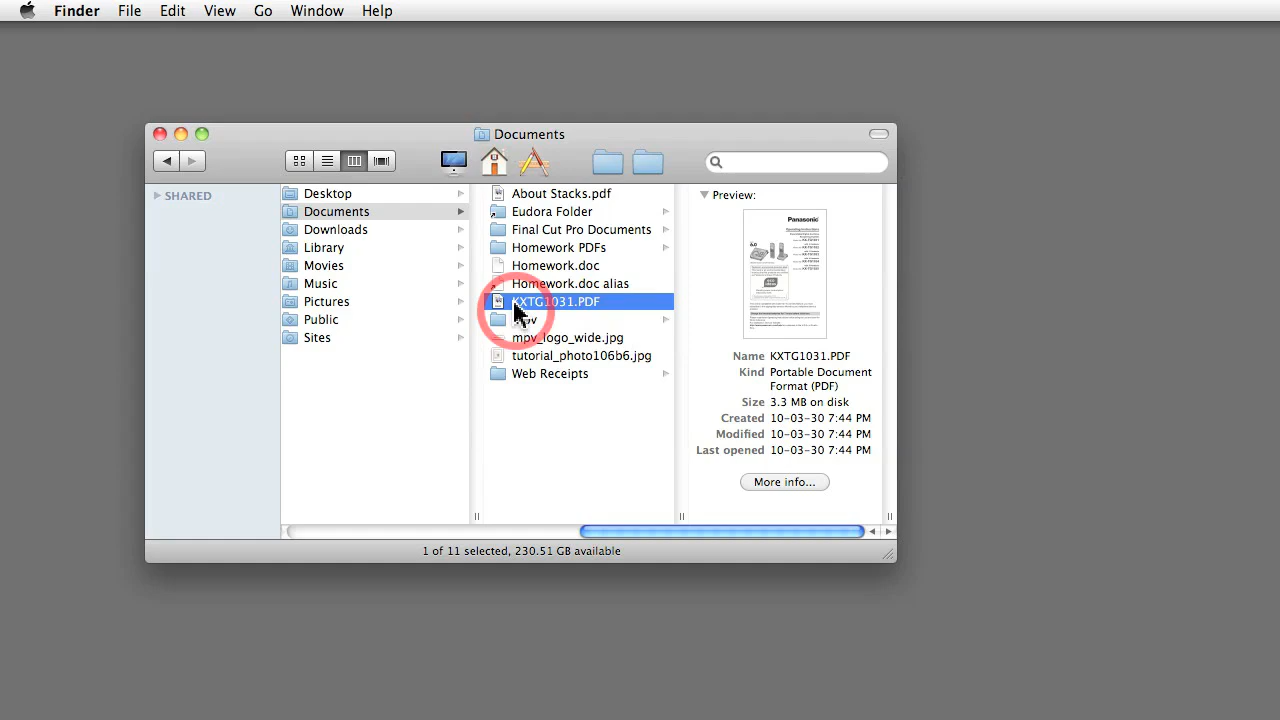 Finder File Edit View Go Window Help
Documents
SHARED
Desktop
Documents
Downloads
Library
Movies
Music
Pictures
Public
Sites
About Stacks.pdf
Eudora Folder
Final Cut Pro Documents
Homework PDFs
Homework.doc
Homework.doc alias
KXTG1031.PDF
mpv_logo_wide.jpg
tutorial_photo106b6.jpg
Web Receipts
Preview:
Panasonic
Name KXTG1031.PDF
Kind Portable Document
Format (PDF)
Size 3.3 MB on disk
Created 10-03-30 7:44 PM
Modified 10-03-30 7:44 PM
Last opened 10-03-30 7:44 PM
More info...
1 of 11 selected, 230.51 GB available